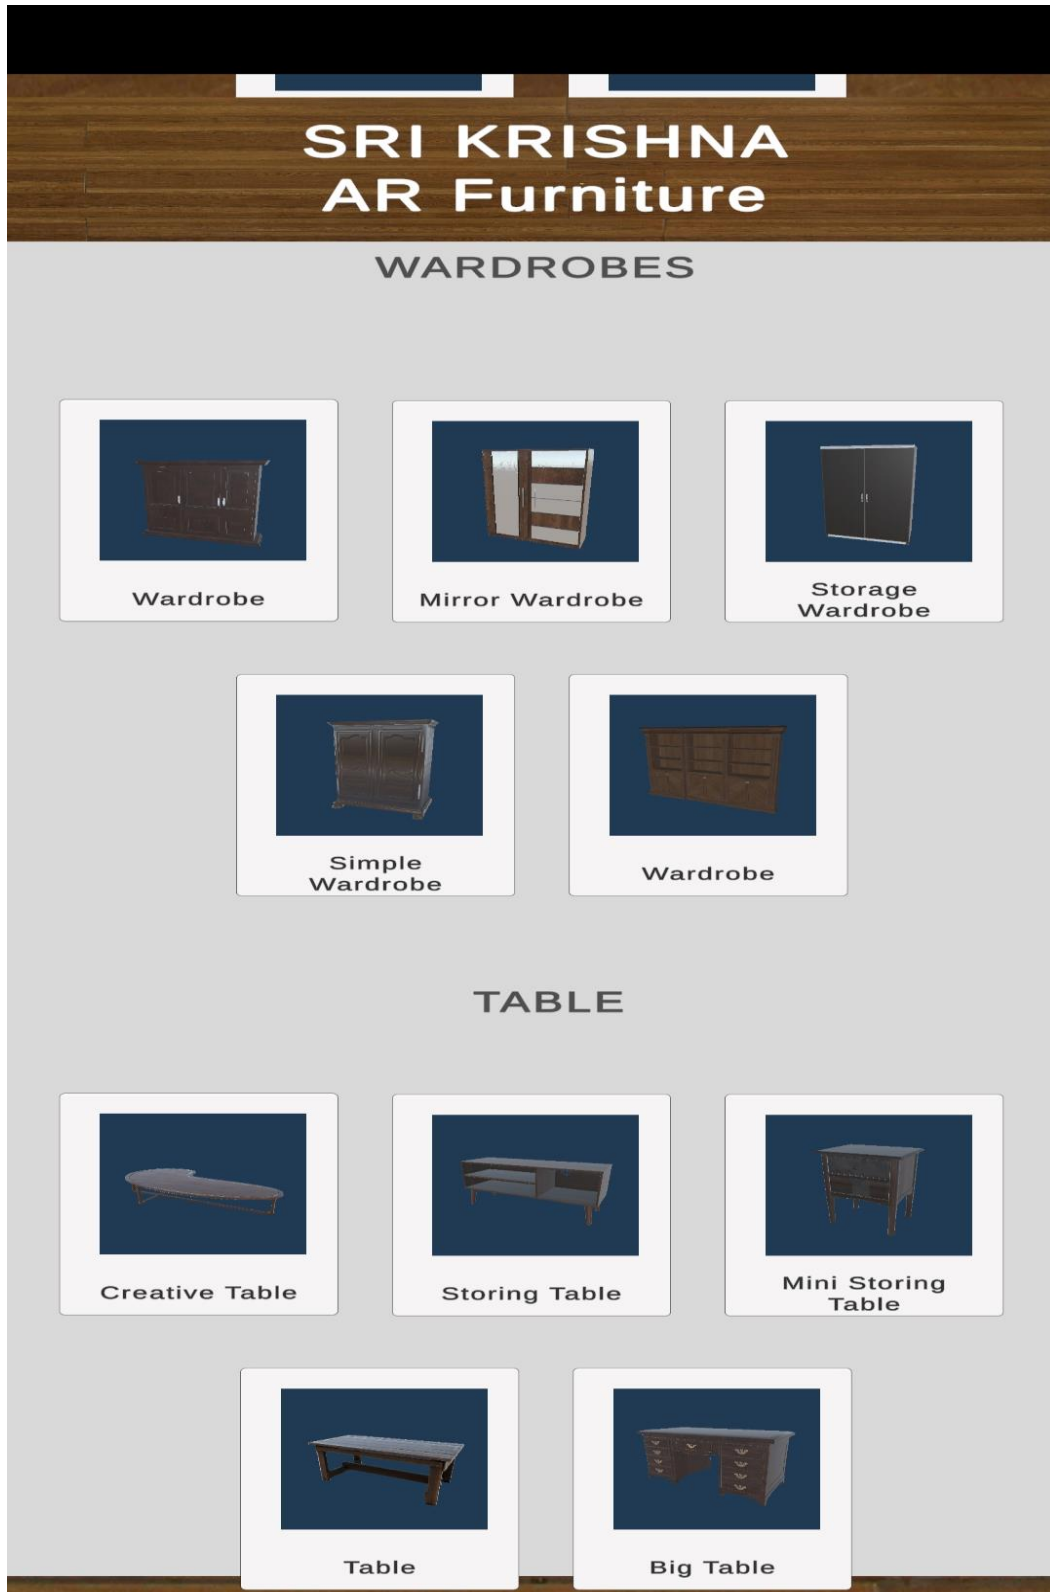 SRI KRISHNA
AR Furniture
WARDROBES
Wardrobe
Mirror Wardrobe
Storage
Wardrobe
Simple
Wardrobe
Wardrobe
TABLE
Creative Table
Storing Table
Mini Storing
Table
Table
Big Table